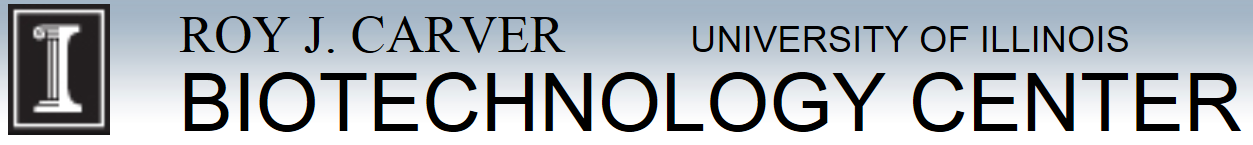 ROY J. CARVER UNIVERSITY OF ILLINOIS
BIOTECHNOLOGY CENTER